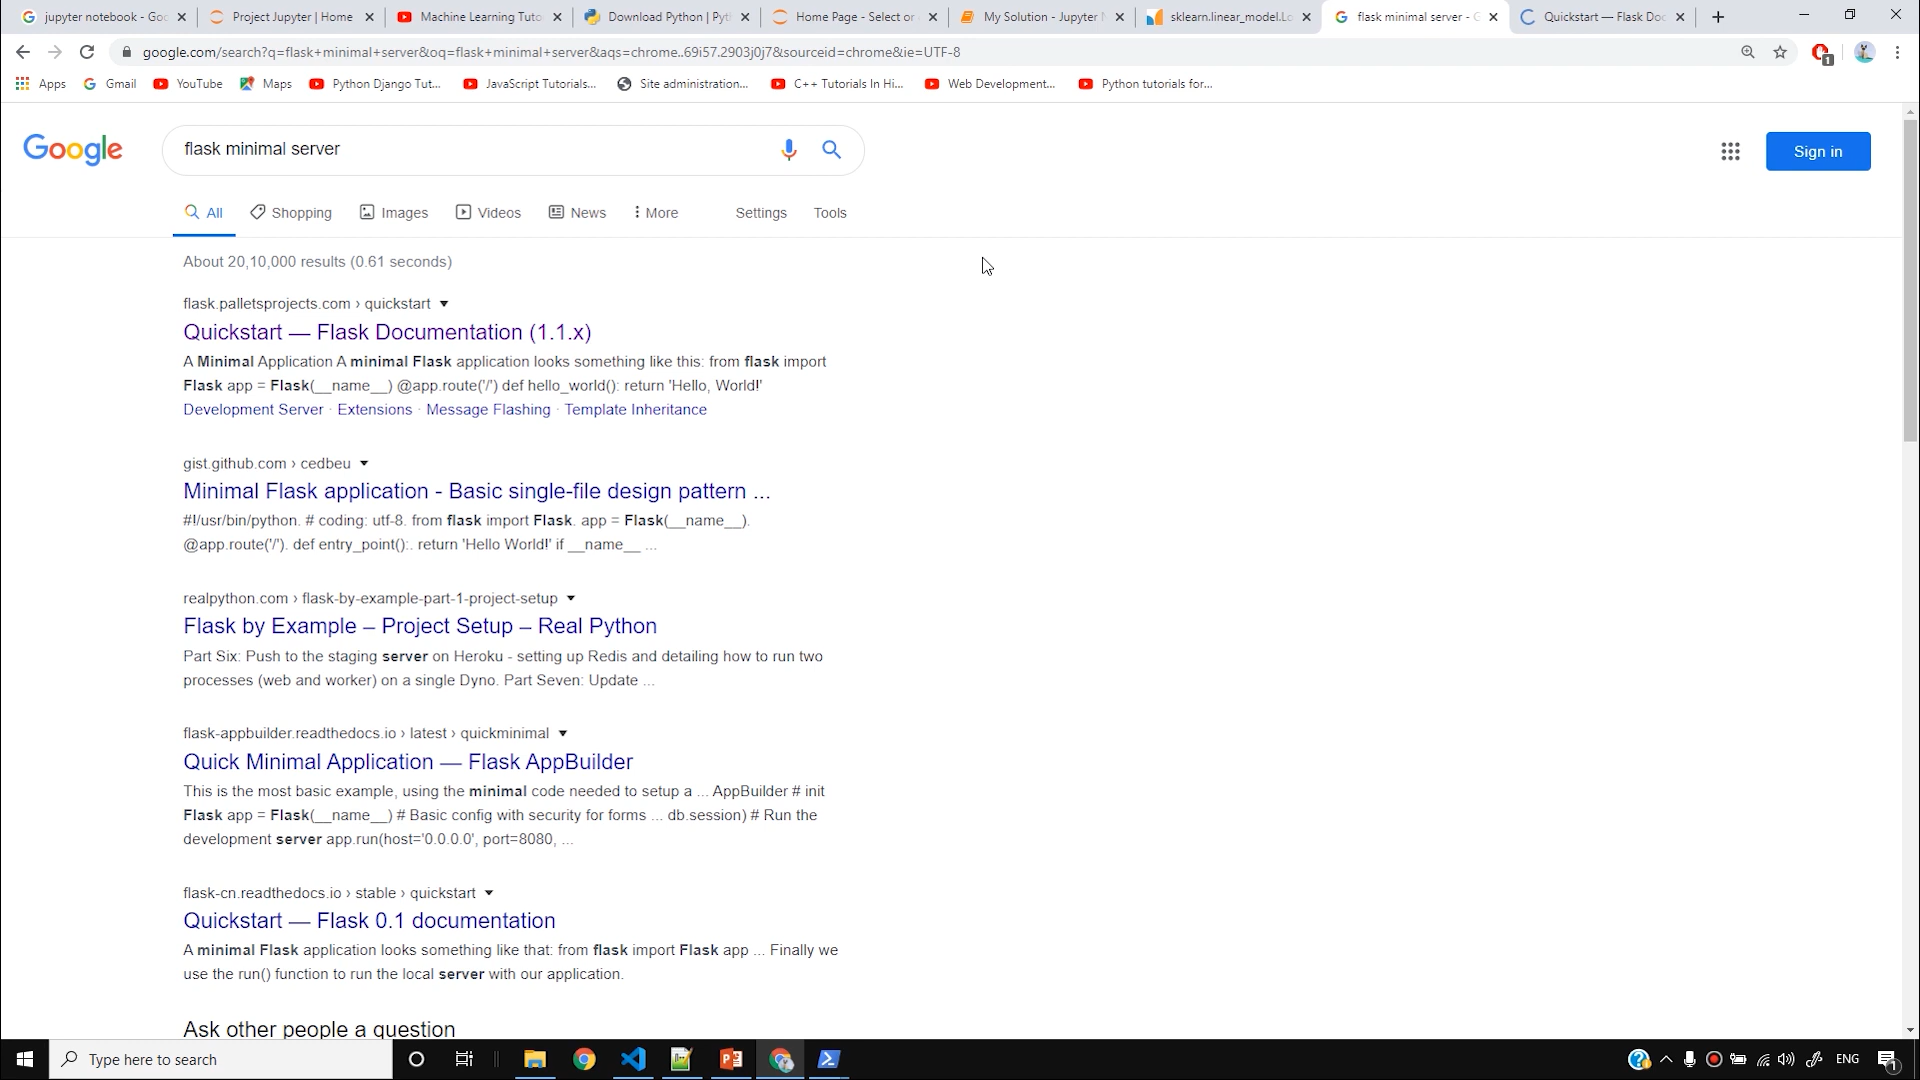 jupyter notebook - Goo
Project Jupyter | Home
Machine Learning Tuto
Download Python | Pyt
Home Page - Select or
My Solution - Jupyter
sklearn.linear_model.Lo
flask minimal server - G
Quickstart — Flask Doc
google.com/search?q=flask+minimal+server&oq=flask+minimal+server&aqs=chrome..69i57.2903j0j7&sourceid=chrome&ie=UTF-8
1
Apps
Gmail
YouTube
Maps
Python Django Tut...
JavaScript Tutorials...
Site administration...
C++ Tutorials In Hi...
Web Development...
Python tutorials for...
Google
flask minimal server
Sign in
All
Shopping
Images
Videos
News
More
Settings
Tools
About 20,10,000 results (0.61 seconds)
flask.palletsprojects.com › quickstart
Quickstart — Flask Documentation (1.1.x)
A Minimal Application A minimal Flask application looks something like this: from flask import
Flask app = Flask(__name__) @app.route('/') def hello_world(): return 'Hello, World!'
Development Server · Extensions · Message Flashing · Template Inheritance
gist.github.com › cedbeu
Minimal Flask application - Basic single-file design pattern ...
#!/usr/bin/python. # coding: utf-8. from flask import Flask. app = Flask(__name__).
@app.route('/'). def entry_point():. return 'Hello World!' if __name__ ...
realpython.com › flask-by-example-part-1-project-setup
Flask by Example – Project Setup – Real Python
Part Six: Push to the staging server on Heroku - setting up Redis and detailing how to run two
processes (web and worker) on a single Dyno. Part Seven: Update ...
flask-appbuilder.readthedocs.io › latest › quickminimal
Quick Minimal Application — Flask AppBuilder
This is the most basic example, using the minimal code needed to setup a ... AppBuilder # init
Flask app = Flask(__name__) # Basic config with security for forms ... db.session) # Run the
development server app.run(host='0.0.0.0', port=8080, ...
flask-cn.readthedocs.io › stable › quickstart
Quickstart — Flask 0.1 documentation
A minimal Flask application looks something like that: from flask import Flask app ... Finally we
use the run() function to run the local server with our application.
Ask other people a question
Type here to search
ENG
1